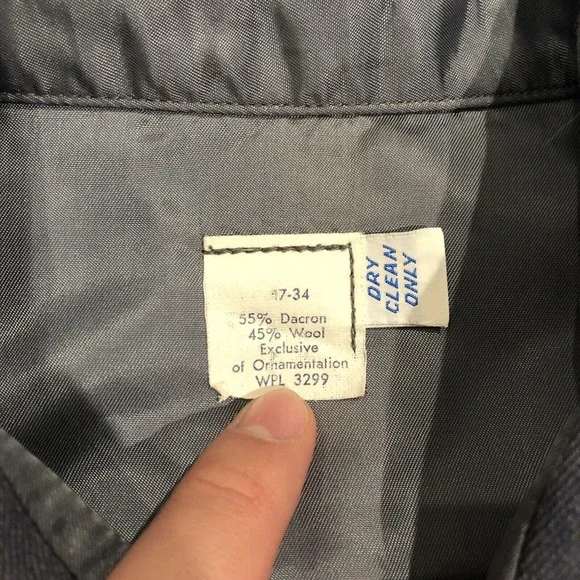 17-34
55% Dacron
45% Wool
Exclusive
of Ornamentation
WPL 3299
DRY
CLEAN
ONLY